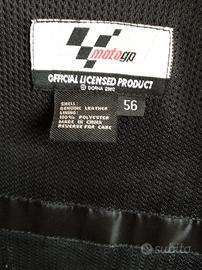 motogp
OFFICIAL LICENSED PRODUCT
© DORNA 2002
SHELL:
GENUINE LEATHER
LINING:
100% POLYESTER
MADE IN CHINA
REVERSE FOR CARE
56
subito